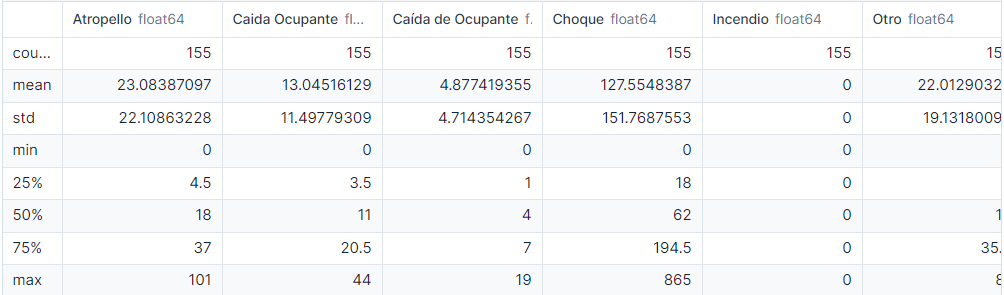 Atropello float64 Caida Ocupante fl... Caída de Ocupante f. Choque float64 Incendio float64 Otro float64
cou... 155 155 155 155 155 15
mean 23.08387097 13.04516129 4.877419355 127.5548387 0 22.0129032
std 22.10863228 11.49779309 4.714354267 151.7687553 0 19.1318009
min 0 0 0 0 0
25% 4.5 3.5 1 18 0
50% 18 11 4 62 0 1
75% 37 20.5 7 194.5 0 35.
max 101 44 19 865 0